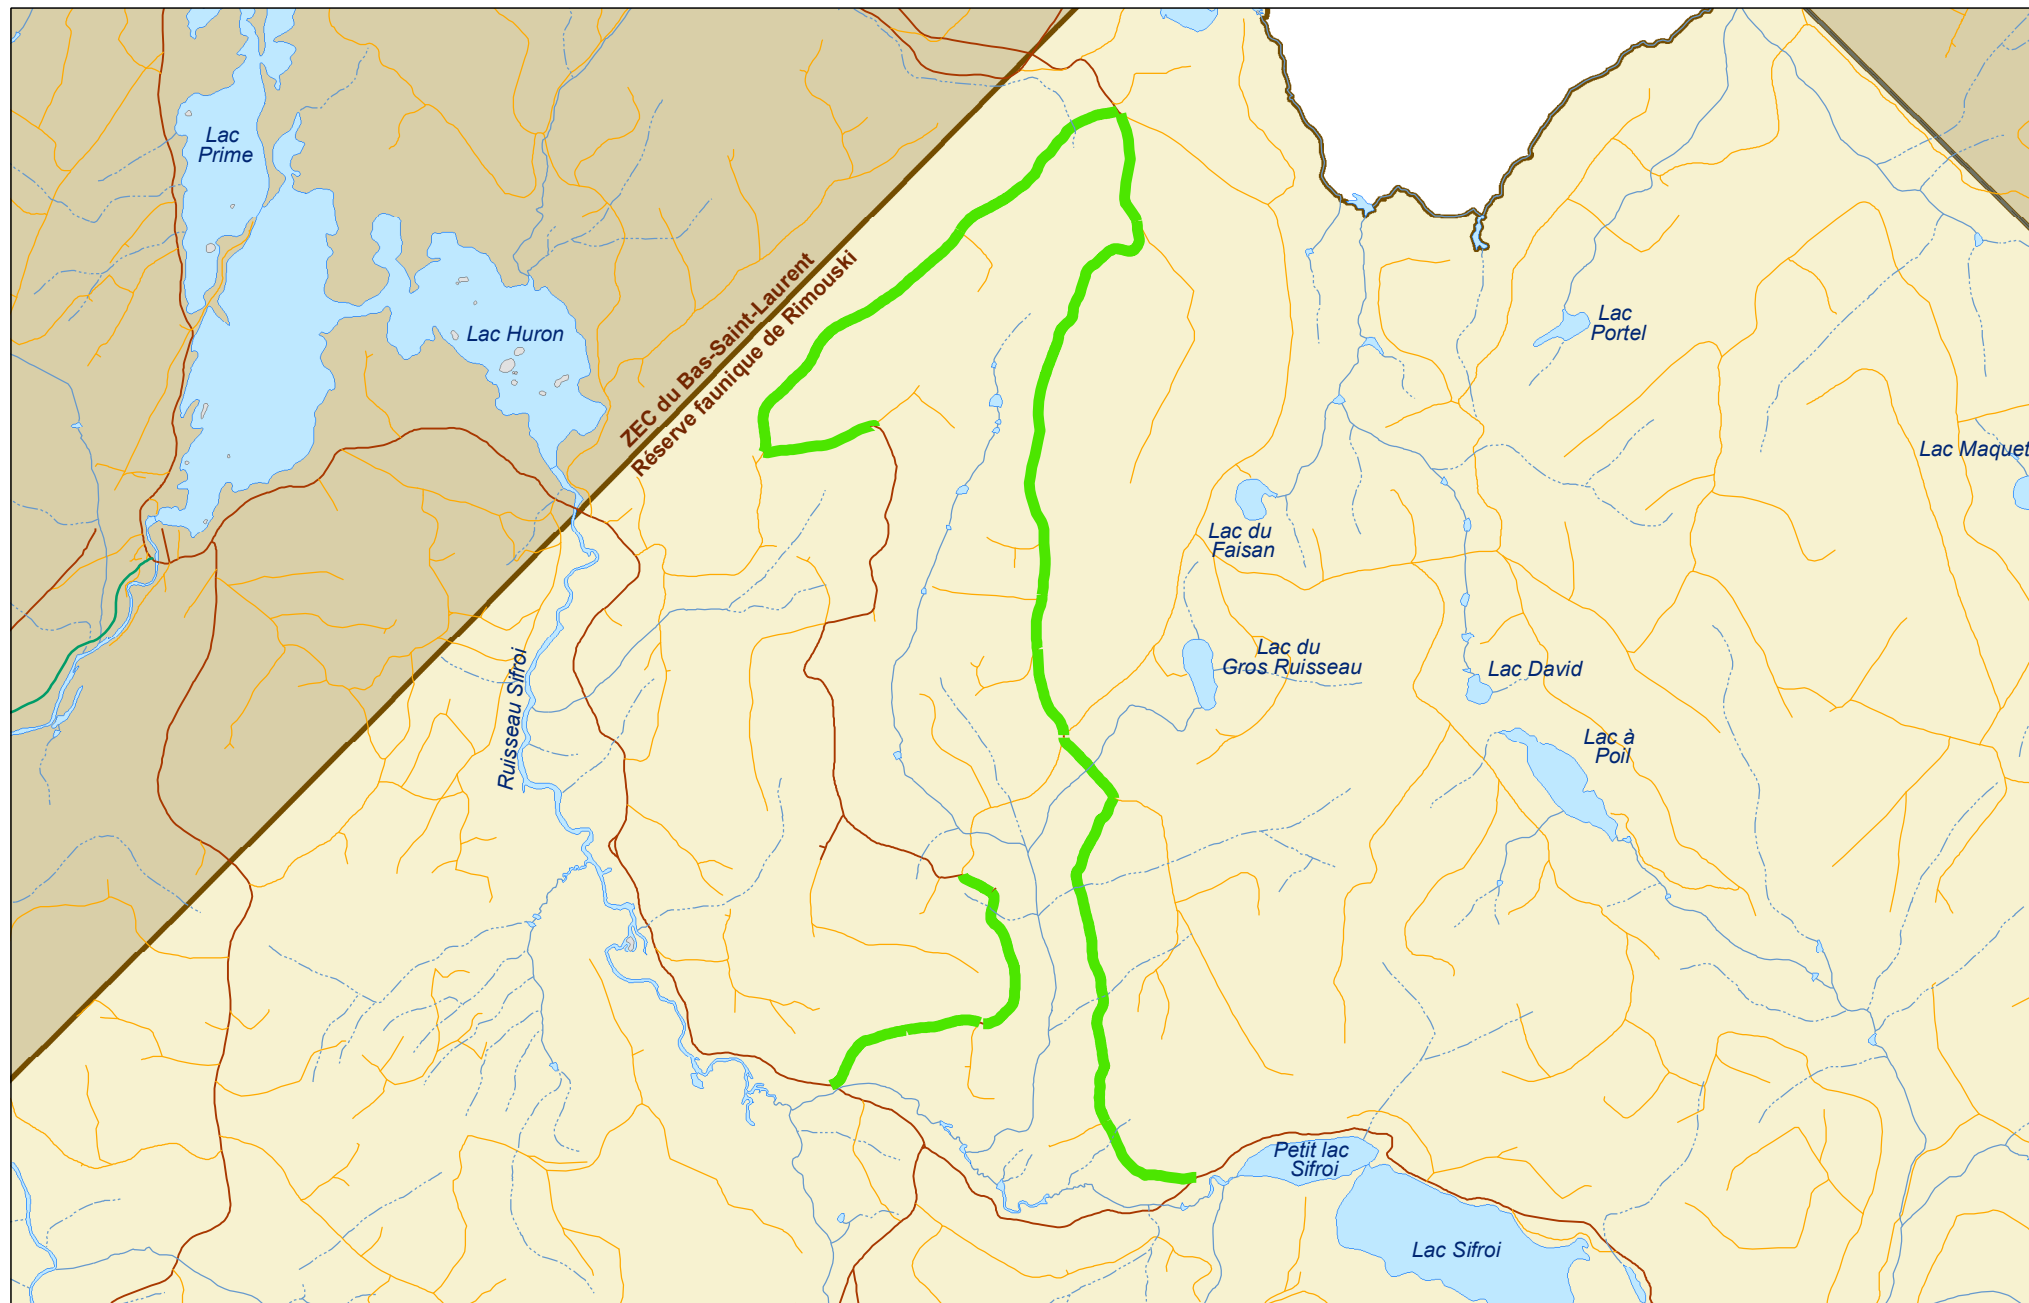 Lac
Prime
Lac Huron
ZEC du Bas-Saint-Laurent
Réserve faunique de Rimouski
Lac
Portel
Lac Maquet
Lac du
Faisan
Lac du
Gros Ruisseau
Lac David
Ruisseau Sifroi
Lac à
Poil
Petit lac
Sifroi
Lac Sifroi